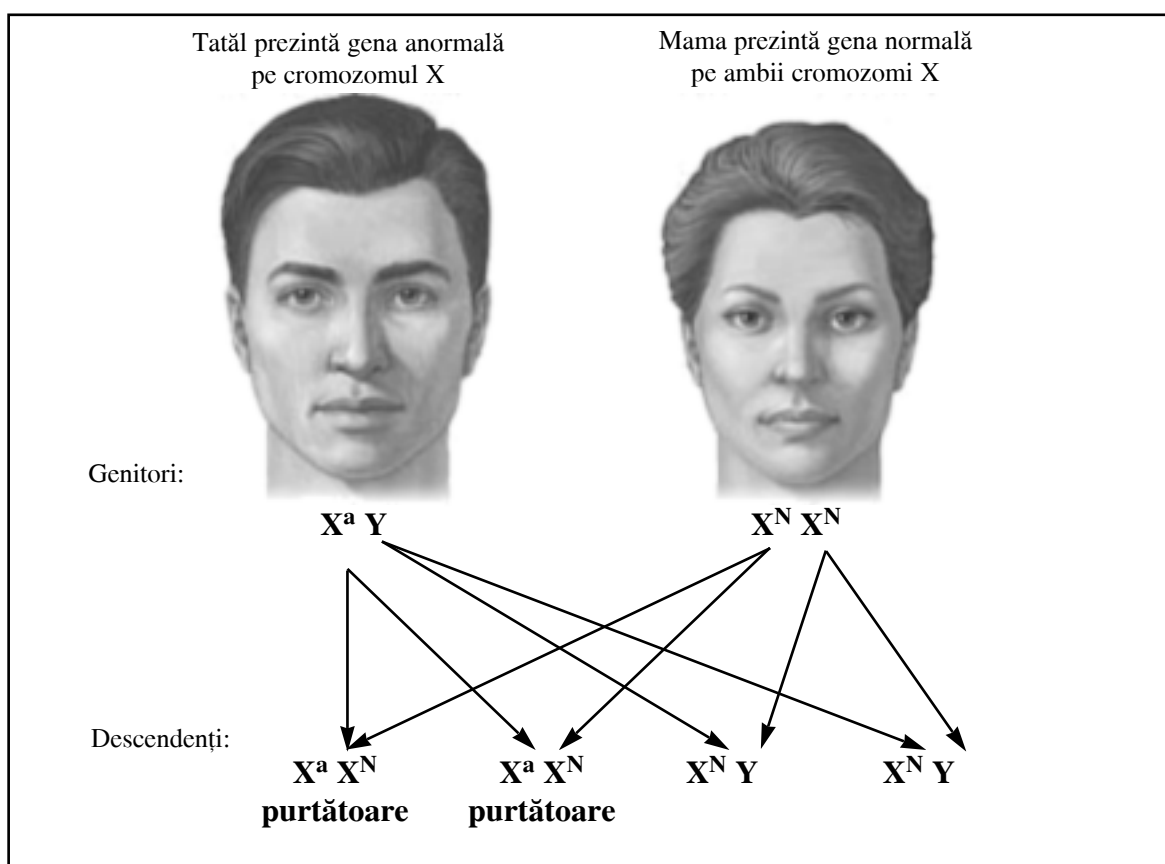 Tatăl prezintă gena anormală
pe cromozomul X
Mama prezintă gena normală
pe ambii cromozomi X
Genitori:
Xᵃ Y
Xᴺ Xᴺ
Descendenți:
Xᵃ Xᴺ
purtătoare
Xᵃ Xᴺ
purtătoare
Xᴺ Y
Xᴺ Y